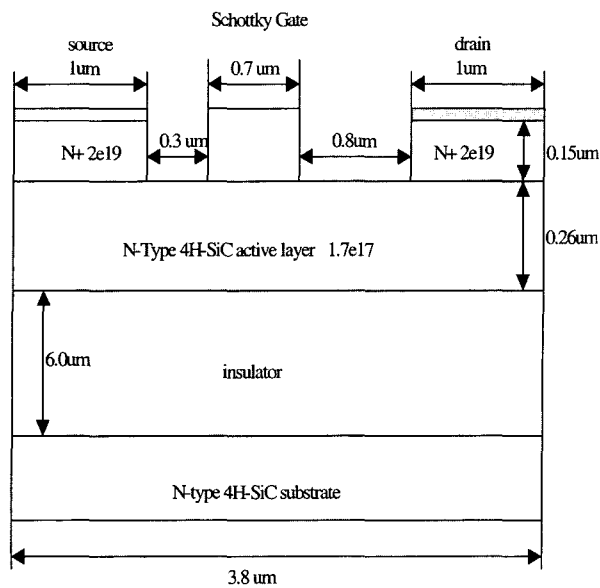 Schottky Gate
source
drain
1um
0.7 um
1um
N+ 2e19
0.3 um
0.8um
N+ 2e19
0.15um
N-Type 4H-SiC active layer 1.7e17
0.26um
6.0um
insulator
N-type 4H-SiC substrate
3.8 um